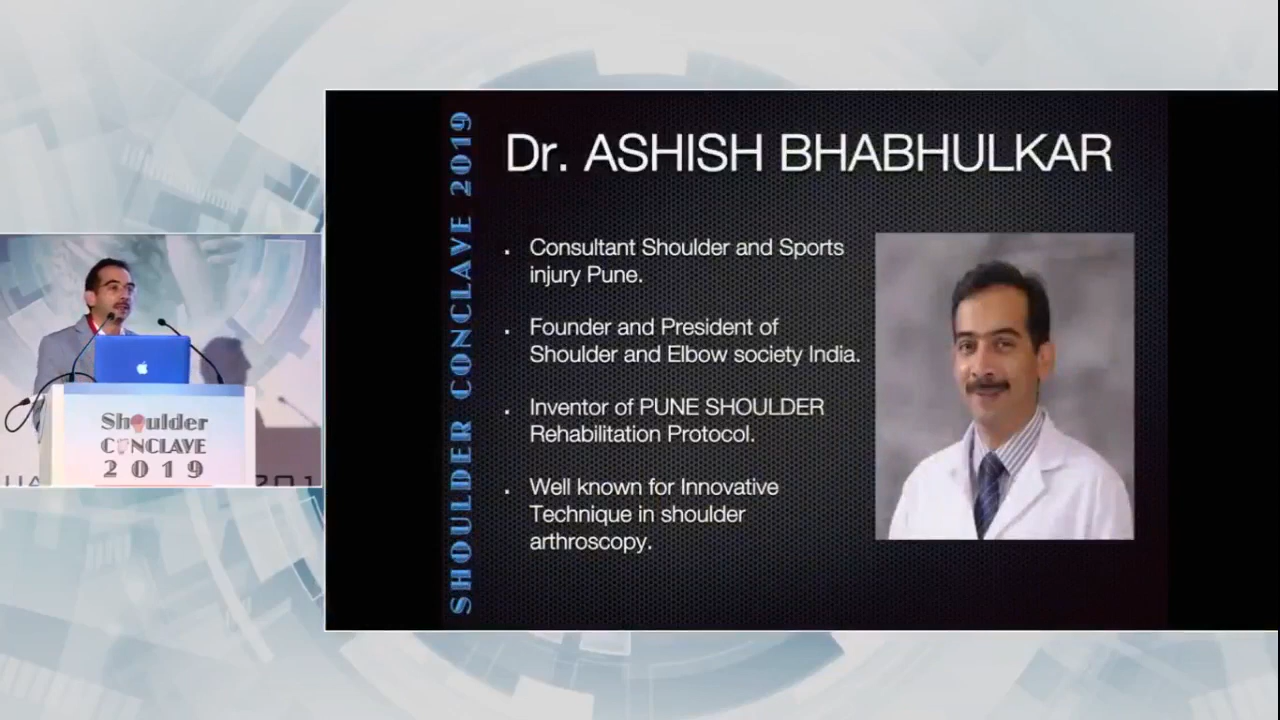 SHOULDER CONCLAVE 2019
Dr. ASHISH BHABHULKAR
. Consultant Shoulder and Sports
injury Pune.
. Founder and President of
Shoulder and Elbow society India.
. Inventor of PUNE SHOULDER
Rehabilitation Protocol.
. Well known for Innovative
Technique in shoulder
arthroscopy.
Shoulder
CONCLAVE
2019